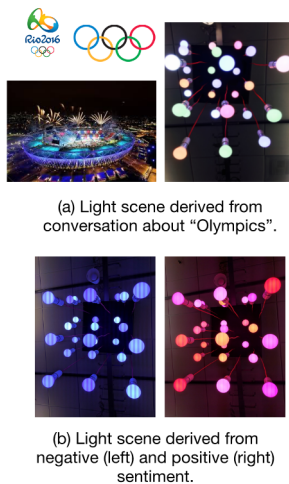 Rio2016
(a) Light scene derived from
conversation about “Olympics”.
(b) Light scene derived from
negative (left) and positive (right)
sentiment.